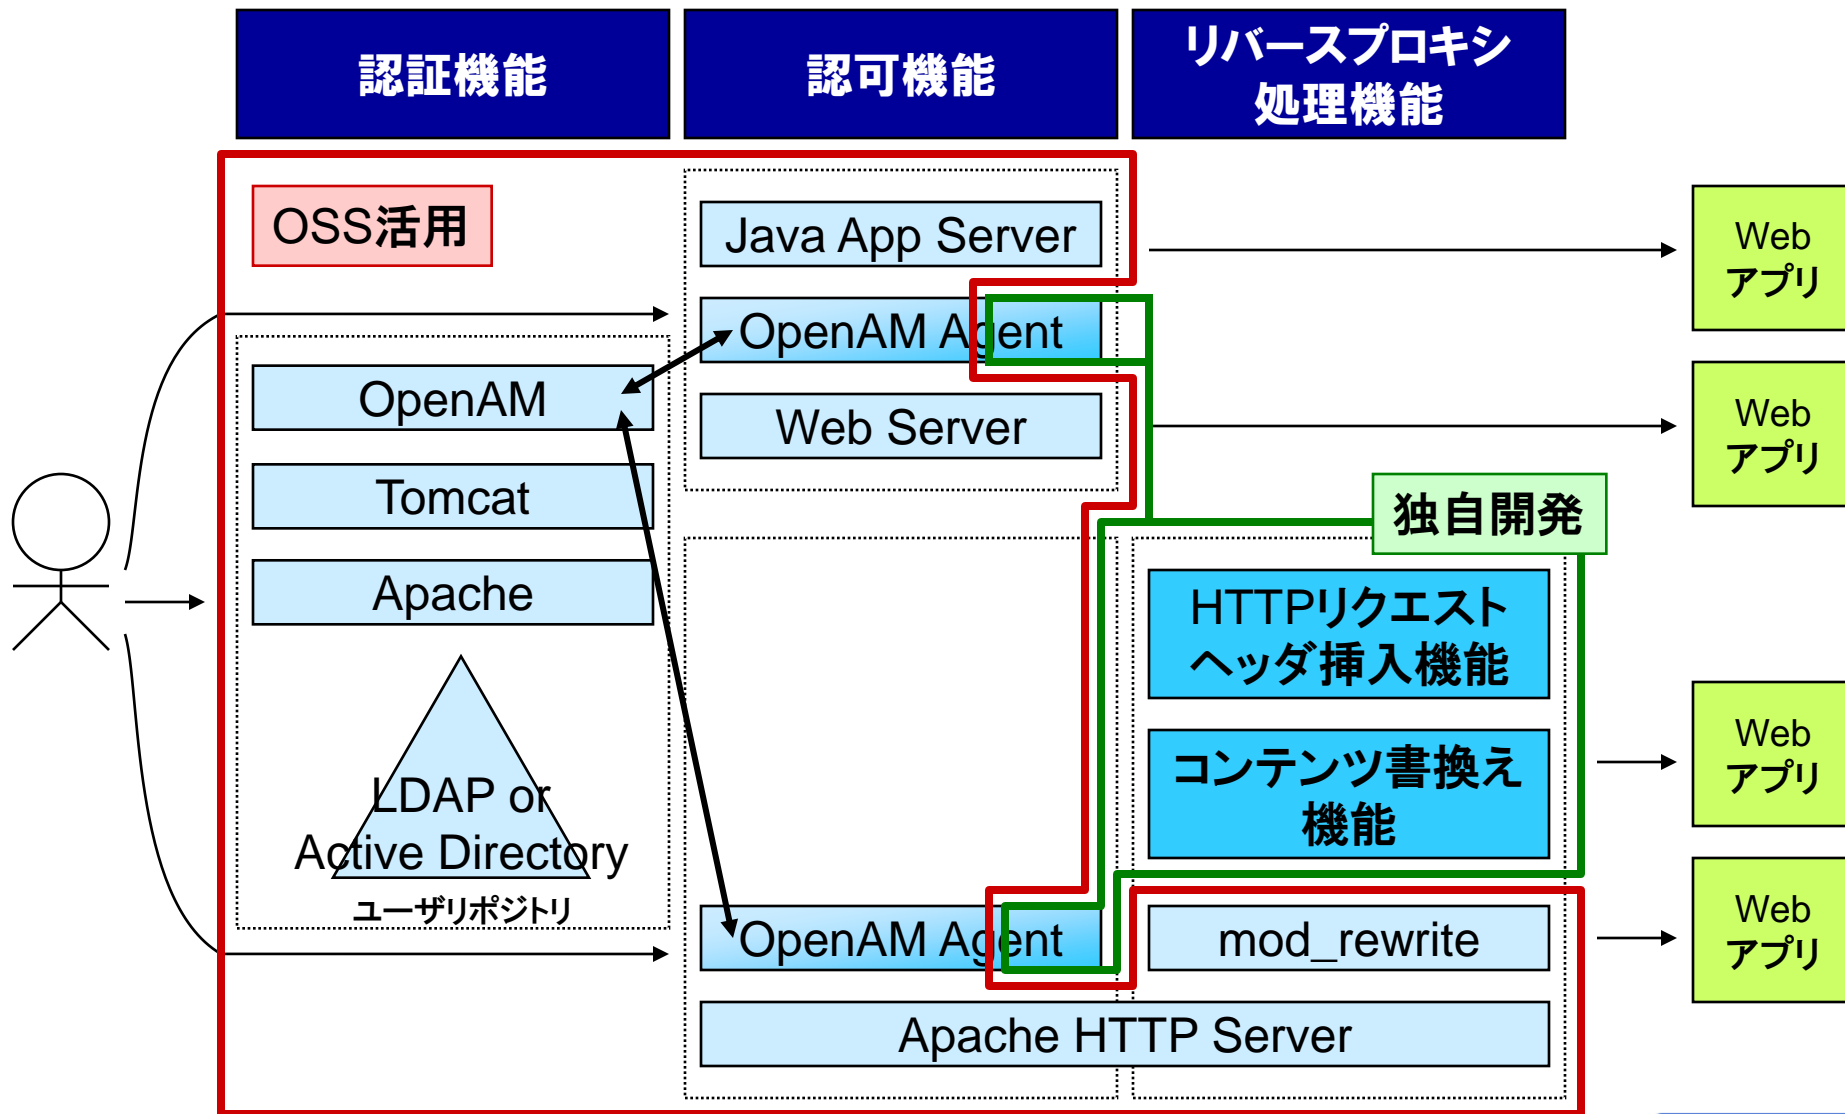 認証機能
認可機能
リバースプロキシ
処理機能
OSS活用
Java App Server
OpenAM Agent
Web Server
OpenAM
Tomcat
Apache
LDAP or
Active Directory
ユーザリポジトリ
独自開発
HTTPリクエスト
ヘッダ挿入機能
コンテンツ書換え
機能
OpenAM Agent
mod_rewrite
Apache HTTP Server
Web
アプリ
Web
アプリ
Web
アプリ
Web
アプリ